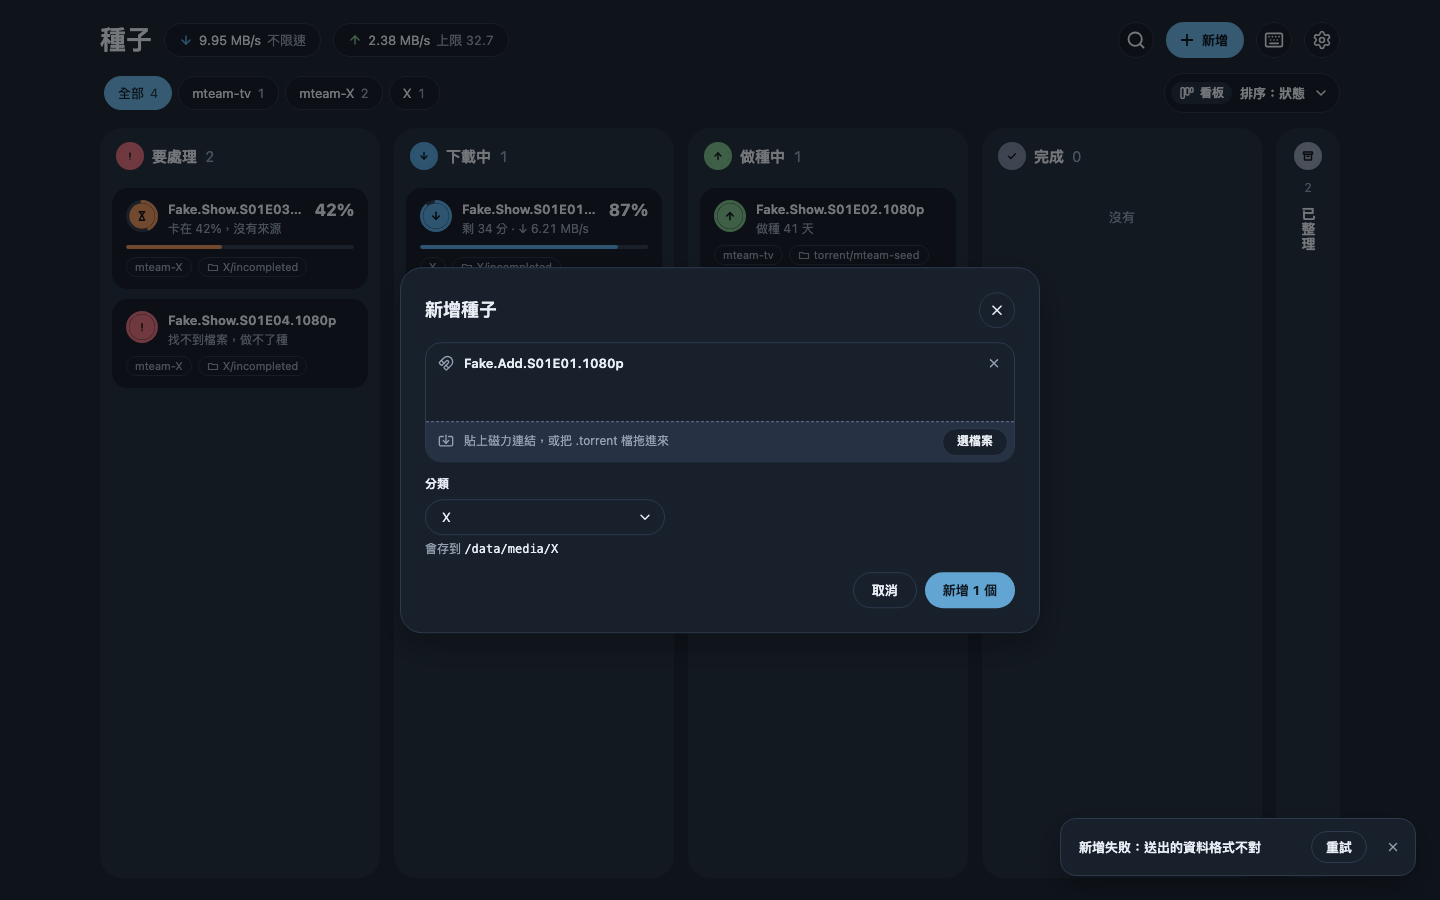 種子
9.95 MB/s 不限速
2.38 MB/s 上限 32.7
新增
全部 4
mteam-tv 1
mteam-X 2
X 1
看板 排序：狀態
要處理 2
Fake.Show.S01E03... 42%
卡在 42%，沒有來源
mteam-X X/incompleted
Fake.Show.S01E04.1080p
找不到檔案，做不了種
mteam-X X/incompleted
下載中 1
Fake.Show.S01E01... 87%
剩 34 分 · ↓ 6.21 MB/s
X X/incompleted
做種中 1
Fake.Show.S01E02.1080p
做種 41 天
mteam-tv torrent/mteam-seed
完成 0
沒有
2
已整理
新增種子
Fake.Add.S01E01.1080p
貼上磁力連結，或把 .torrent 檔拖進來
選檔案
分類
X
會存到 /data/media/X
取消
新增 1 個
新增失敗：送出的資料格式不對
重試